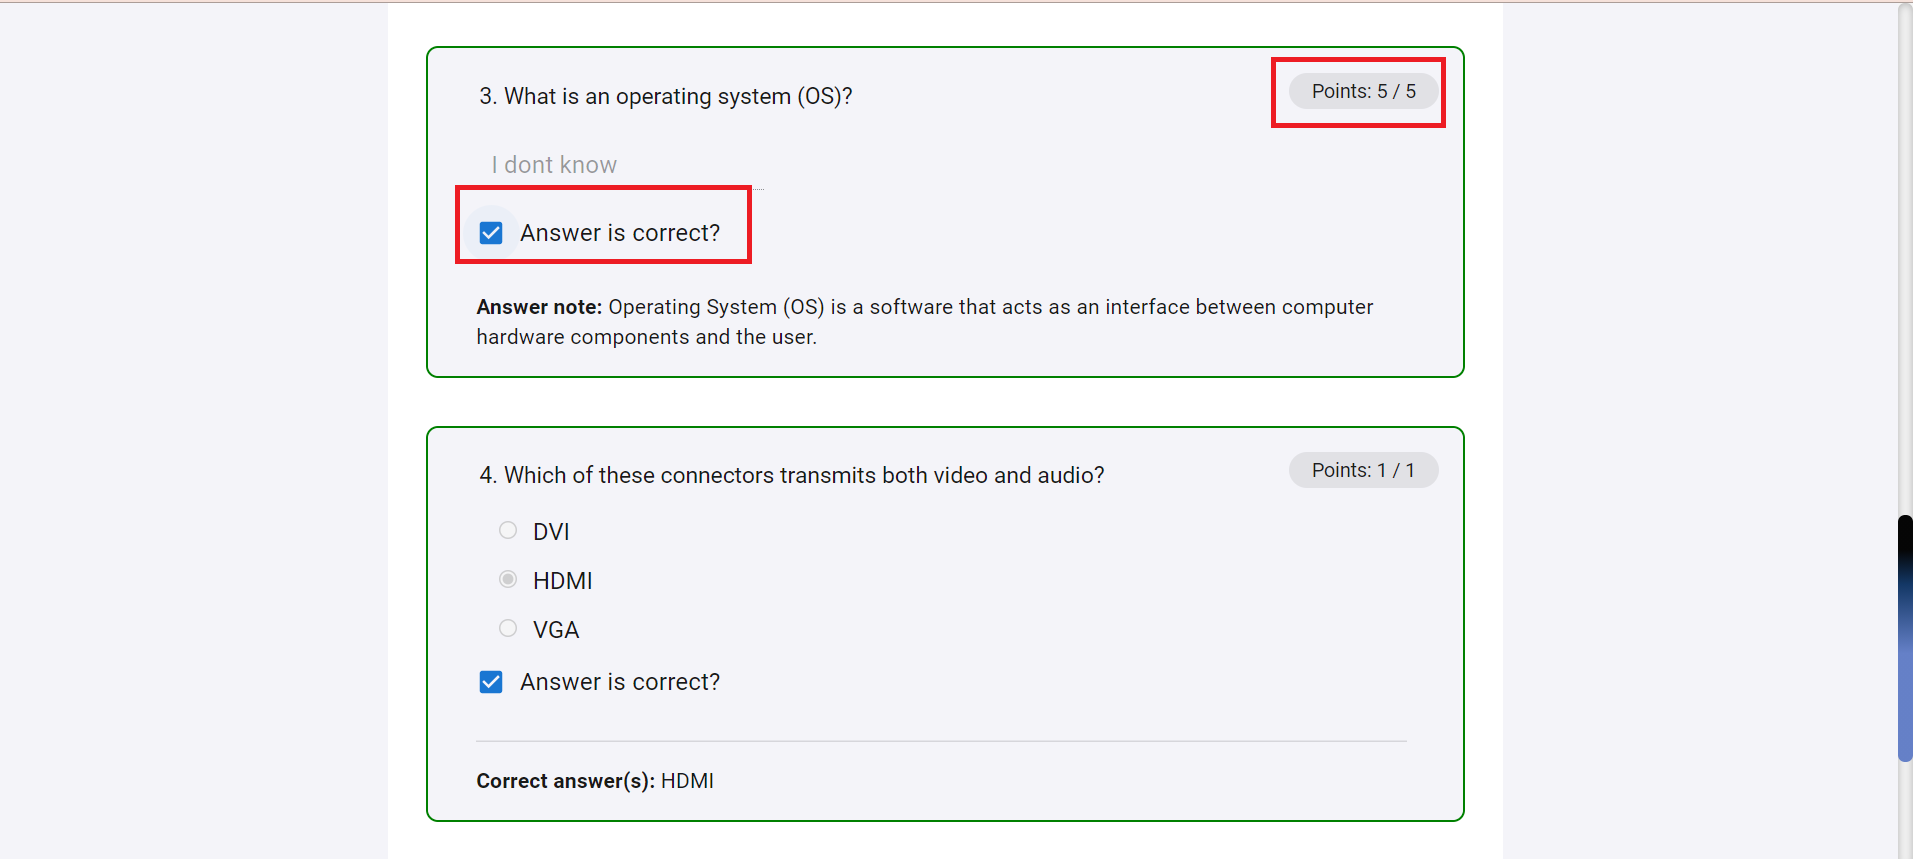 3. What is an operating system (OS)?
Points: 5 / 5
I dont know
Answer is correct?
Answer note: Operating System (OS) is a software that acts as an interface between computer
hardware components and the user.
4. Which of these connectors transmits both video and audio?
Points: 1 / 1
DVI
HDMI
VGA
Answer is correct?
Correct answer(s): HDMI